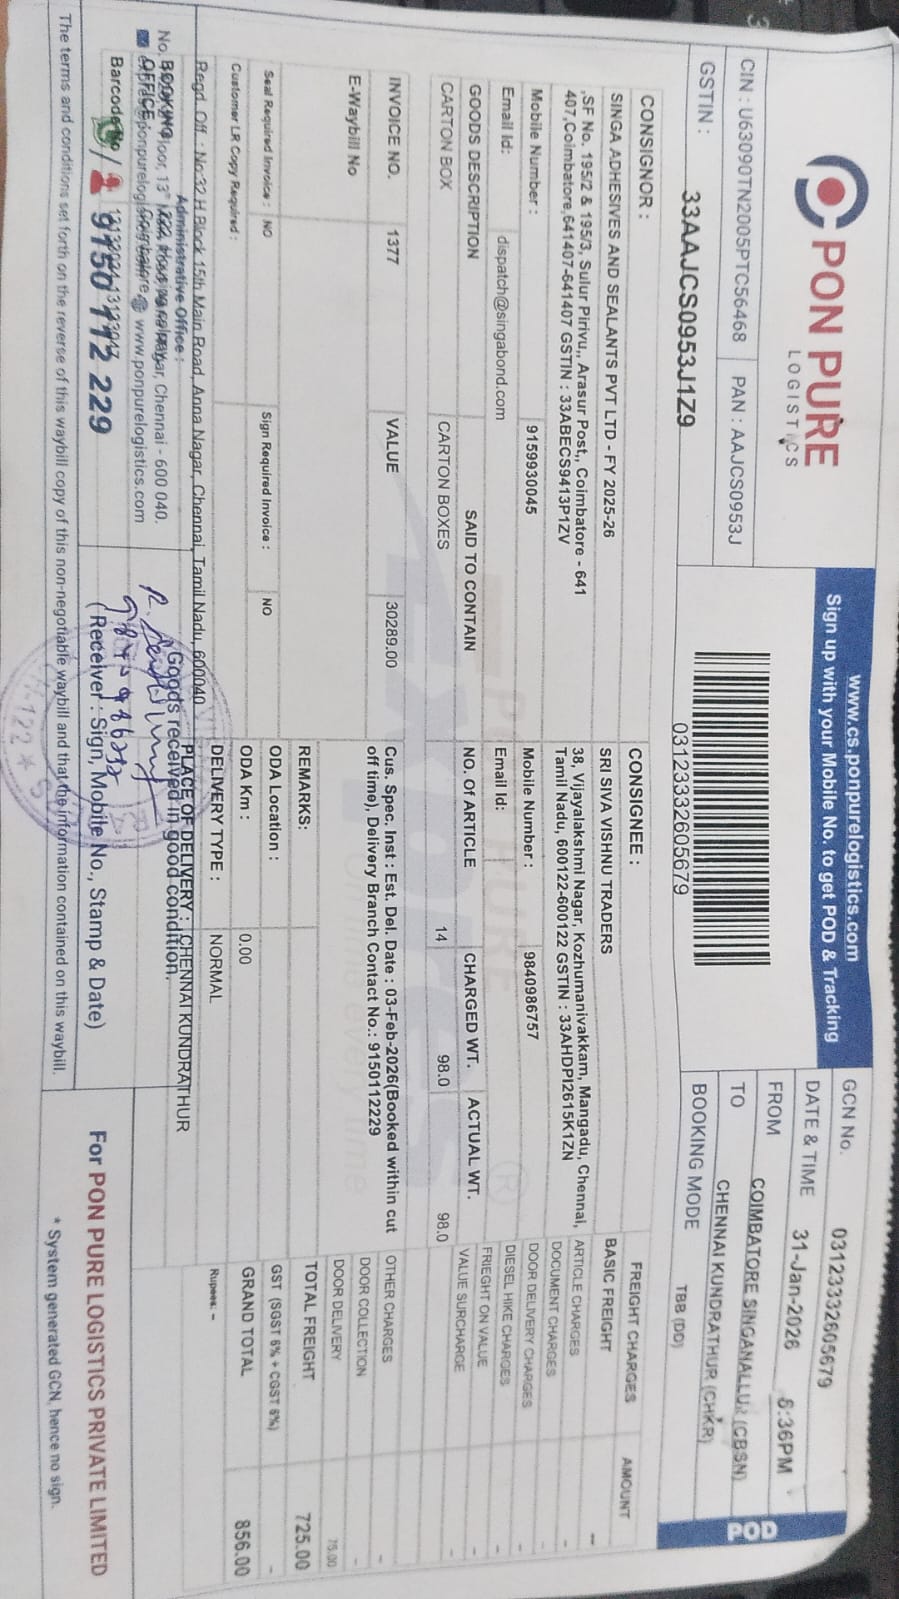 PON PURE
LOGISTICS
CIN : U63090TN2005PTC56468 PAN : AAJCS0953J
GSTIN : 33AAJCS0953J1Z9
www.cs.ponpurelogistics.com
Sign up with your Mobile No. to get POD & Tracking
03123332605679
GCN No. 03123332605679
DATE & TIME 31-Jan-2026 6:36PM
FROM COIMBATORE SINGANALLUR (CBSN)
TO CHENNAI KUNDRATHUR (CHKR)
BOOKING MODE TBB (DD)
POD
CONSIGNOR :
SINGA ADHESIVES AND SEALANTS PVT LTD - FY 2025-26
,SF No. 195/2 & 195/3, Sulur Pirivu,, Arasur Post,, Coimbatore - 641
407,Coimbatore,641407-641407 GSTIN : 33ABECS9413P1ZV
Mobile Number : 9159930045
Email Id: dispatch@singabond.com
CONSIGNEE :
SRI SIVA VISHNU TRADERS
38, Vijayalakshmi Nagar, Kozhumanivakkam, Mangadu, Chennai,
Tamil Nadu, 600122-600122 GSTIN : 33AHDPI2615K1ZN
Mobile Number : 9840986757
Email Id:
GOODS DESCRIPTION SAID TO CONTAIN NO. Of ARTICLE CHARGED WT. ACTUAL WT.
CARTON BOX CARTON BOXES 14 98.0 98.0
INVOICE NO. 1377 VALUE 30289.00
E-Waybill No
Cus. Spec. Inst : Est. Del. Date : 03-Feb-2026(Booked within cut
off time), Delivery Branch Contact No.: 9150112229
REMARKS:
Seal Required Invoice : NO Sign Required Invoice : NO
Customer LR Copy Required :
ODA Location :
ODA Km : 0.00
DELIVERY TYPE : NORMAL
PLACE OF DELIVERY : CHENNAI KUNDRATHUR
FREIGHT CHARGES AMOUNT
BASIC FREIGHT -
ARTICLE CHARGES -
DOCUMENT CHARGES -
DOOR DELIVERY CHARGES -
DIESEL HIKE CHARGES -
FRIEGHT ON VALUE -
VALUE SURCHARGE -
OTHER CHARGES -
DOOR COLLECTION -
DOOR DELIVERY 75.00
TOTAL FREIGHT 725.00
GST (SGST 6% + CGST 6%) -
GRAND TOTAL 856.00
Rupees: -
Regd. Off : No:32 H Block 15th Main Road, Anna Nagar, Chennai, Tamil Nadu, 600040
Administrative Office :
BOOKING OFFICE
Chennai - 600 040.
www.ponpurelogistics.com
Barcode No
9150 112 229
Goods received in good condition.
(Receiver : Sign, Mobile No., Stamp & Date)
For PON PURE LOGISTICS PRIVATE LIMITED
The terms and conditions set forth on the reverse of this waybill copy of this non-negotiable waybill and that the information contained on this waybill.
* System generated GCN, hence no sign.